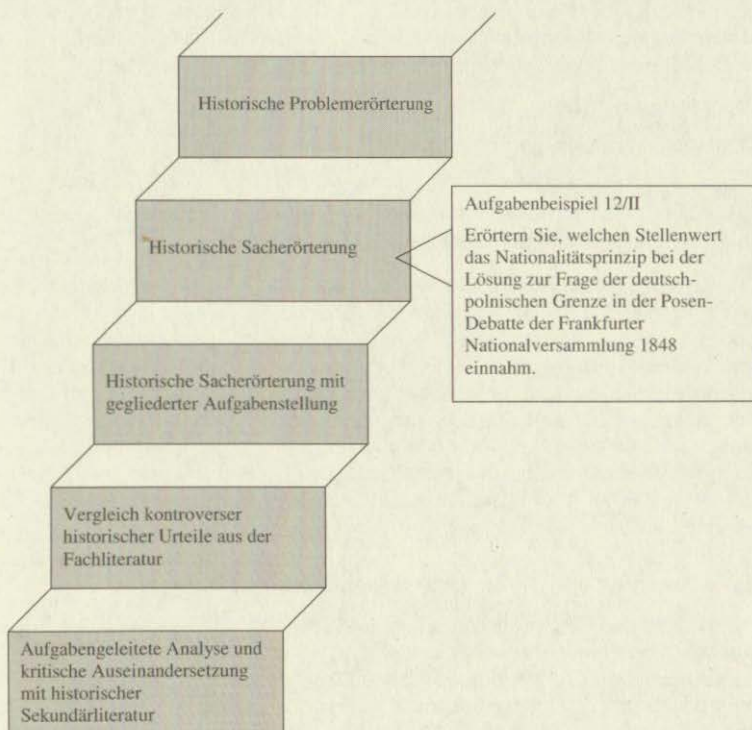 Historische Problemerörterung
Historische Sacherörterung
Aufgabenbeispiel 12/II
Erörtern Sie, welchen Stellenwert
das Nationalitätsprinzip bei der
Lösung zur Frage der deutsch-
polnischen Grenze in der Posen-
Debatte der Frankfurter
Nationalversammlung 1848
einnahm.
Historische Sacherörterung mit
gegliederter Aufgabenstellung
Vergleich kontroverser
historischer Urteile aus der
Fachliteratur
Aufgabengeleitete Analyse und
kritische Auseinandersetzung
mit historischer
Sekundärliteratur